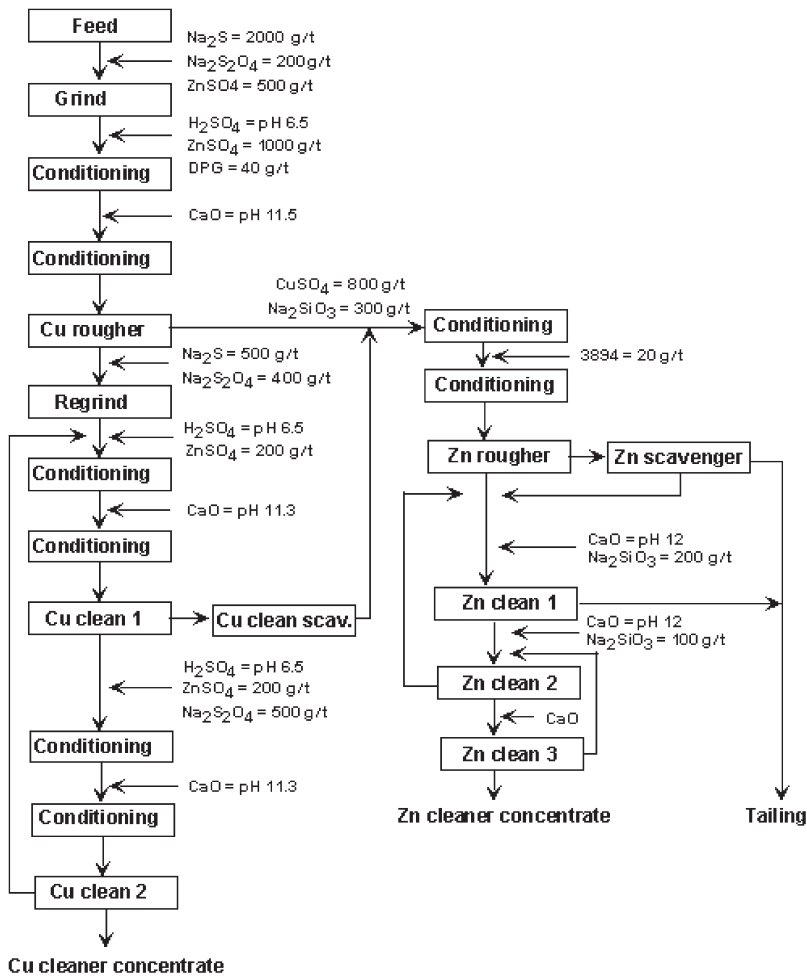 Feed
Na2S = 2000 g/t
Na2S2O4 = 200 g/t
ZnSO4 = 500 g/t
Grind
H2SO4 = pH 6.5
ZnSO4 = 1000 g/t
DPG = 40 g/t
Conditioning
CaO = pH 11.5
Conditioning
Cu rougher
Na2S = 500 g/t
Na2S2O4 = 400 g/t
Regrind
H2SO4 = pH 6.5
ZnSO4 = 200 g/t
Conditioning
CaO = pH 11.3
Conditioning
Cu clean 1
Cu clean scav.
H2SO4 = pH 6.5
ZnSO4 = 200 g/t
Na2S2O4 = 500 g/t
Conditioning
CaO = pH 11.3
Conditioning
Cu clean 2
Cu cleaner concentrate
CuSO4 = 800 g/t
Na2SiO3 = 300 g/t
Conditioning
3894 = 20 g/t
Conditioning
Zn rougher
Zn scavenger
CaO = pH 12
Na2SiO3 = 200 g/t
Zn clean 1
CaO = pH 12
Na2SiO3 = 100 g/t
Zn clean 2
CaO
Zn clean 3
Zn cleaner concentrate
Tailing